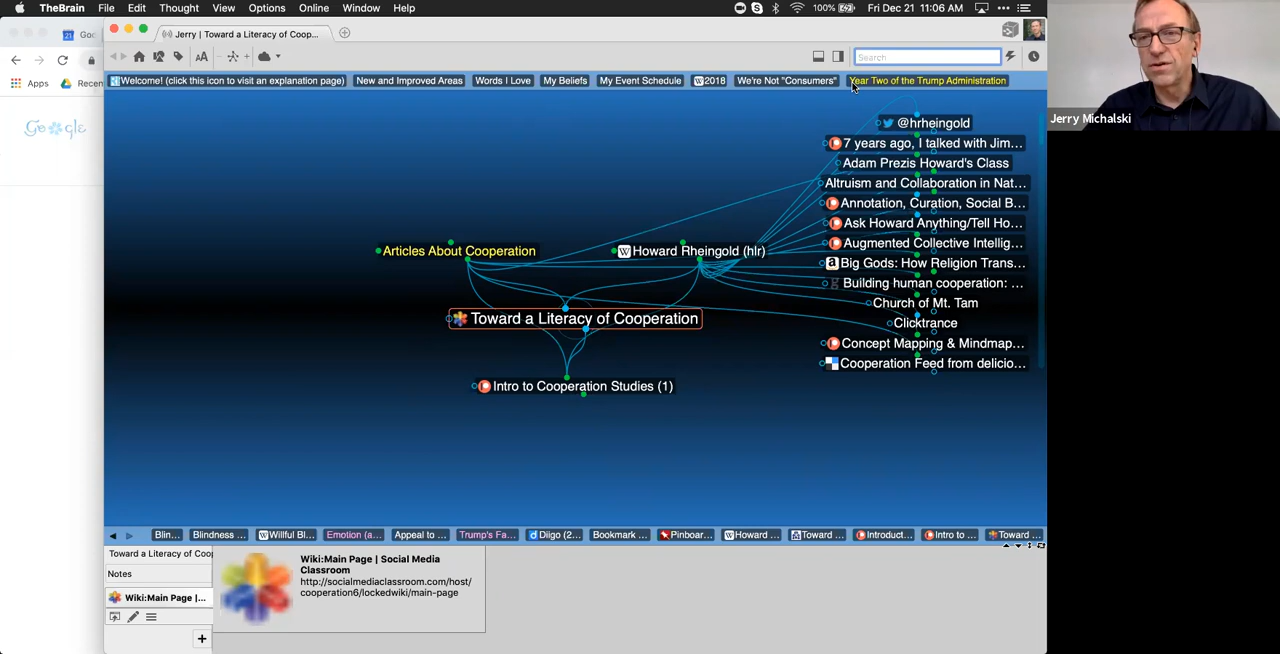 TheBrain File Edit Thought View Options Online Window Help 100% Fri Dec 21 11:06 AM
Goo
Jerry | Toward a Literacy of Coop...
AA
Search
Apps Recen
Welcome! (click this icon to visit an explanation page) New and Improved Areas Words I Love My Beliefs My Event Schedule W 2018 We're Not "Consumers" Year Two of the Trump Administration
Google
@hrheingold
7 years ago, I talked with Jim...
Adam Prezis Howard's Class
Altruism and Collaboration in Nat...
Annotation, Curation, Social B...
Ask Howard Anything/Tell Ho...
Augmented Collective Intellig...
a Big Gods: How Religion Trans...
Building human cooperation: ...
Church of Mt. Tam
Clicktrance
Concept Mapping & Mindmap...
Cooperation Feed from delicio...
Articles About Cooperation
W Howard Rheingold (hlr)
Toward a Literacy of Cooperation
Intro to Cooperation Studies (1)
Blin... Blindness ... W Willful Bl... Emotion (a... Appeal to ... Trump's Fa... d Diigo (2... Bookmark ... Pinboar... W Howard ... Toward ... Introduct... Intro to ... Toward ...
Toward a Literacy of Coop
Notes
Wiki:Main Page |...
Wiki:Main Page | Social Media
Classroom
http://socialmediaclassroom.com/host/
cooperation6/lockedwiki/main-page
Jerry Michalski